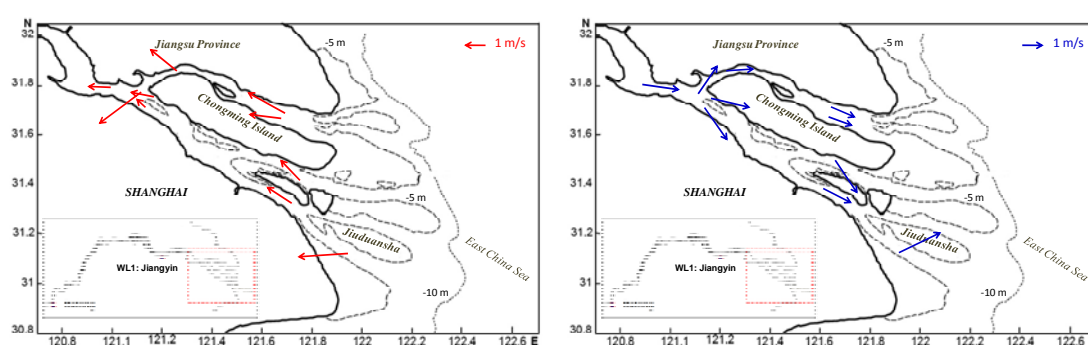 N
32
31.8
31.6
31.4
31.2
31
30.8
Jiangsu Province
-5 m
1 m/s
Chongming Island
SHANGHAI
-5 m
Jiuduansha
East China Sea
WL1: Jiangyin
-10 m
120.8 121 121.2 121.4 121.6 121.8 122 122.2 122.4 122.6 E
N
32
31.8
31.6
31.4
31.2
31
30.8
Jiangsu Province
-5 m
1 m/s
Chongming Island
SHANGHAI
-5 m
Jiuduansha
East China Sea
WL1: Jiangyin
-10 m
120.8 121 121.2 121.4 121.6 121.8 122 122.2 122.4 122.6 E